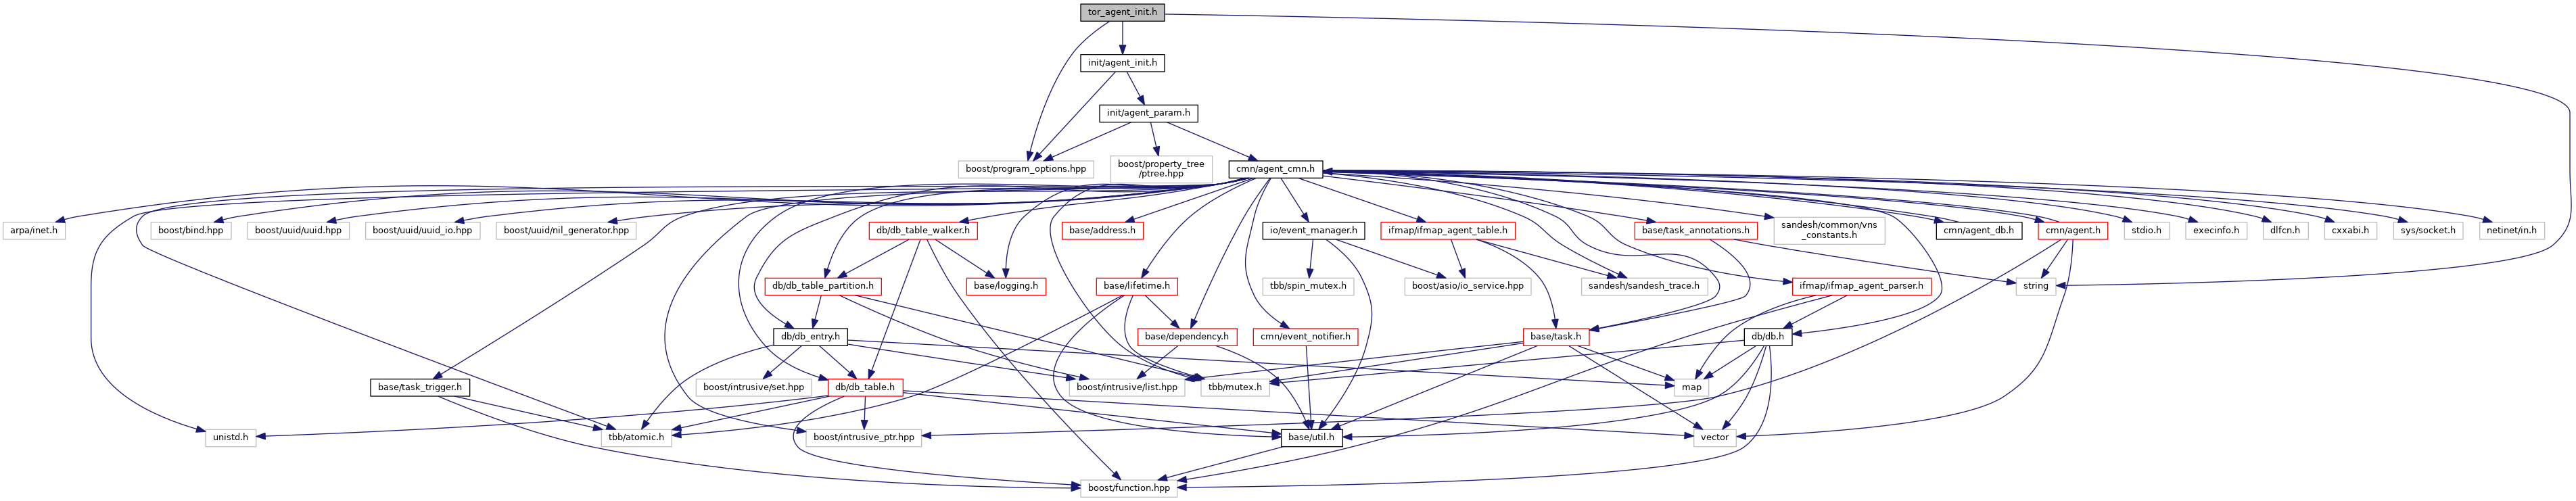 tor_agent_init.h
init/agent_init.h
init/agent_param.h
boost/program_options.hpp
boost/property_tree
/ptree.hpp
cmn/agent_cmn.h
arpa/inet.h
boost/bind.hpp
boost/uuid/uuid.hpp
boost/uuid/uuid_io.hpp
boost/uuid/nil_generator.hpp
db/db_table_walker.h
base/address.h
io/event_manager.h
ifmap/ifmap_agent_table.h
base/task_annotations.h
sandesh/common/vns
_constants.h
cmn/agent_db.h
cmn/agent.h
stdio.h
execinfo.h
dlfcn.h
cxxabi.h
sys/socket.h
netinet/in.h
db/db_table_partition.h
base/logging.h
base/lifetime.h
tbb/spin_mutex.h
boost/asio/io_service.hpp
sandesh/sandesh_trace.h
ifmap/ifmap_agent_parser.h
string
db/db_entry.h
base/dependency.h
cmn/event_notifier.h
base/task.h
db/db.h
base/task_trigger.h
boost/intrusive/set.hpp
db/db_table.h
boost/intrusive/list.hpp
tbb/mutex.h
map
unistd.h
tbb/atomic.h
boost/intrusive_ptr.hpp
base/util.h
vector
boost/function.hpp